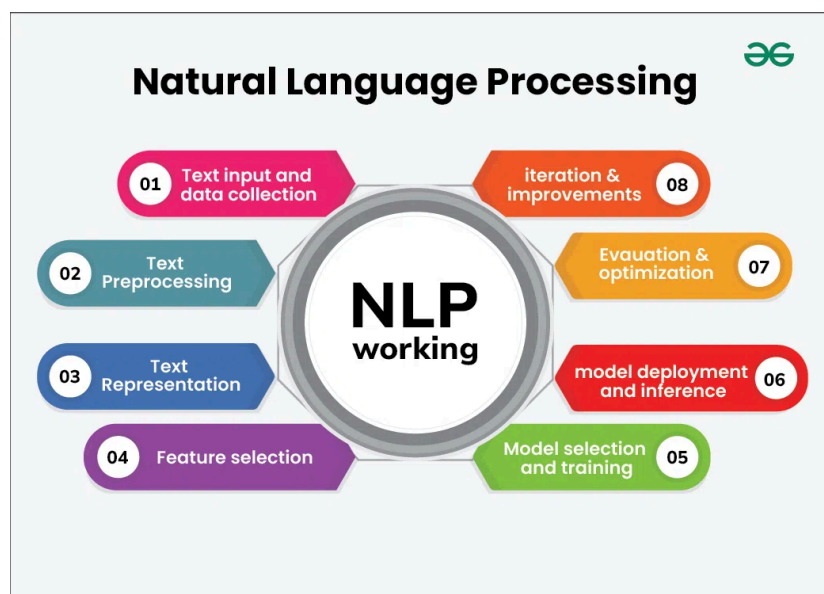 Natural Language Processing
01
Text input and
data collection
02
Text
Preprocessing
03
Text
Representation
04
Feature selection
Model selection
and training
05
model deployment
and inference
06
Evauation &
optimization
07
iteration &
improvements
08
NLP
working